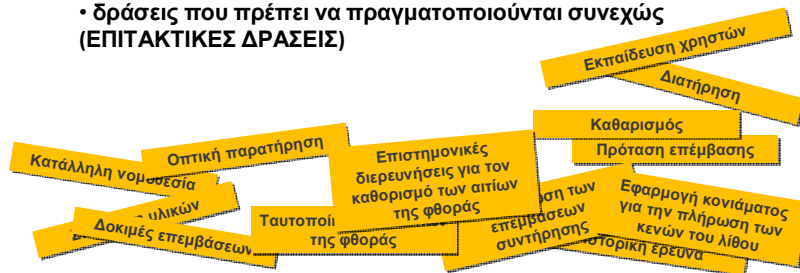 • δράσεις που πρέπει να πραγματοποιούνται συνεχώς
(ΕΠΙΤΑΚΤΙΚΕΣ ΔΡΑΣΕΙΣ)
Εκπαίδευση χρηστών
Διατήρηση
Καθαρισμός
Πρόταση επέμβασης
Οπτική παρατήρηση
Κατάλληλη νομοθεσία
υλικών
Δοκιμές επεμβάσεων
Επιστημονικές
διερευνήσεις για τον
καθορισμό των αιτίων
της φθοράς
της φθοράς
των
επεμβάσεων
συντήρησης
Εφαρμογή κονιάματος
για την πλήρωση των
κενών του λίθου
έρευνα